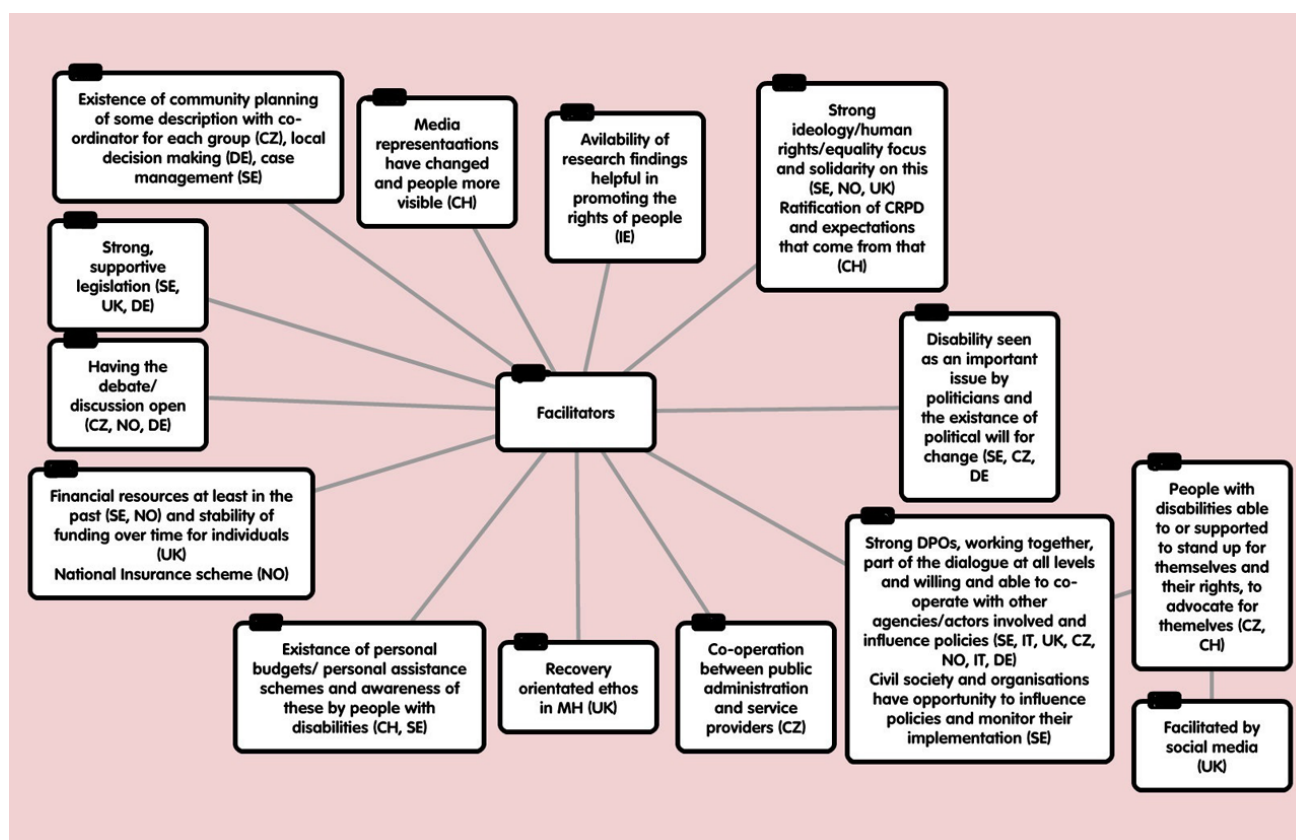 Existence of community planning
of some description with co-
ordinator for each group (CZ), local
decision making (DE), case
management (SE)
Media
representaations
have changed
and people more
visible (CH)
Avilability of
research findings
helpful in
promoting the
rights of people
(IE)
Strong
ideology/human
rights/equality focus
and solidarity on this
(SE, NO, UK)
Ratification of CRPD
and expectations
that come from that
(CH)
Strong,
supportive
legislation (SE,
UK, DE)
Having the
debate/
discussion open
(CZ, NO, DE)
Facilitators
Disability seen
as an important
issue by
politicians and
the existance of
political will for
change (SE, CZ,
DE
Financial resources at least in the
past (SE, NO) and stability of
funding over time for individuals
(UK)
National Insurance scheme (NO)
Existance of personal
budgets/ personal assistance
schemes and awareness of
these by people with
disabilities (CH, SE)
Recovery
orientated ethos
in MH (UK)
Co-operation
between public
administration
and service
providers (CZ)
Strong DPOs, working together,
part of the dialogue at all levels
and willing and able to co-
operate with other
agencies/actors involved and
influence policies (SE, IT, UK, CZ,
NO, IT, DE)
Civil society and organisations
have opportunity to influence
policies and monitor their
implementation (SE)
People with
disabilities able
to or supported
to stand up for
themselves and
their rights, to
advocate for
themelves (CZ,
CH)
Facilitated by
social media
(UK)